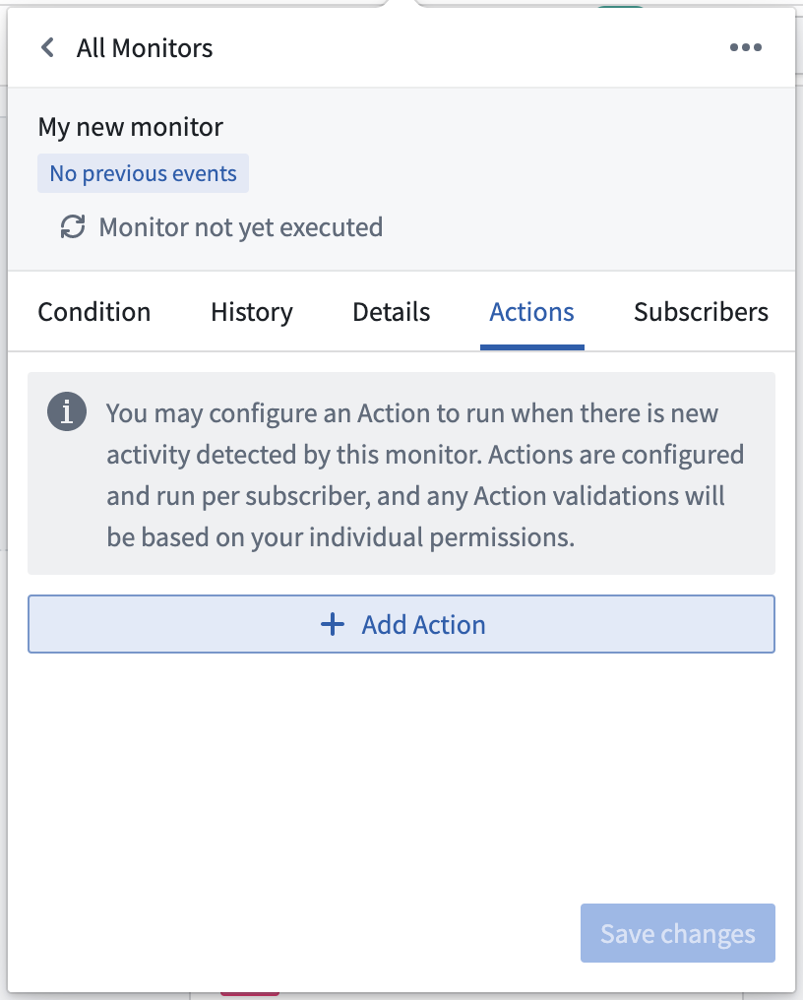 All Monitors
My new monitor
No previous events
Monitor not yet executed
Condition History Details Actions Subscribers
You may configure an Action to run when there is new
activity detected by this monitor. Actions are configured
and run per subscriber, and any Action validations will
be based on your individual permissions.
Add Action
Save changes